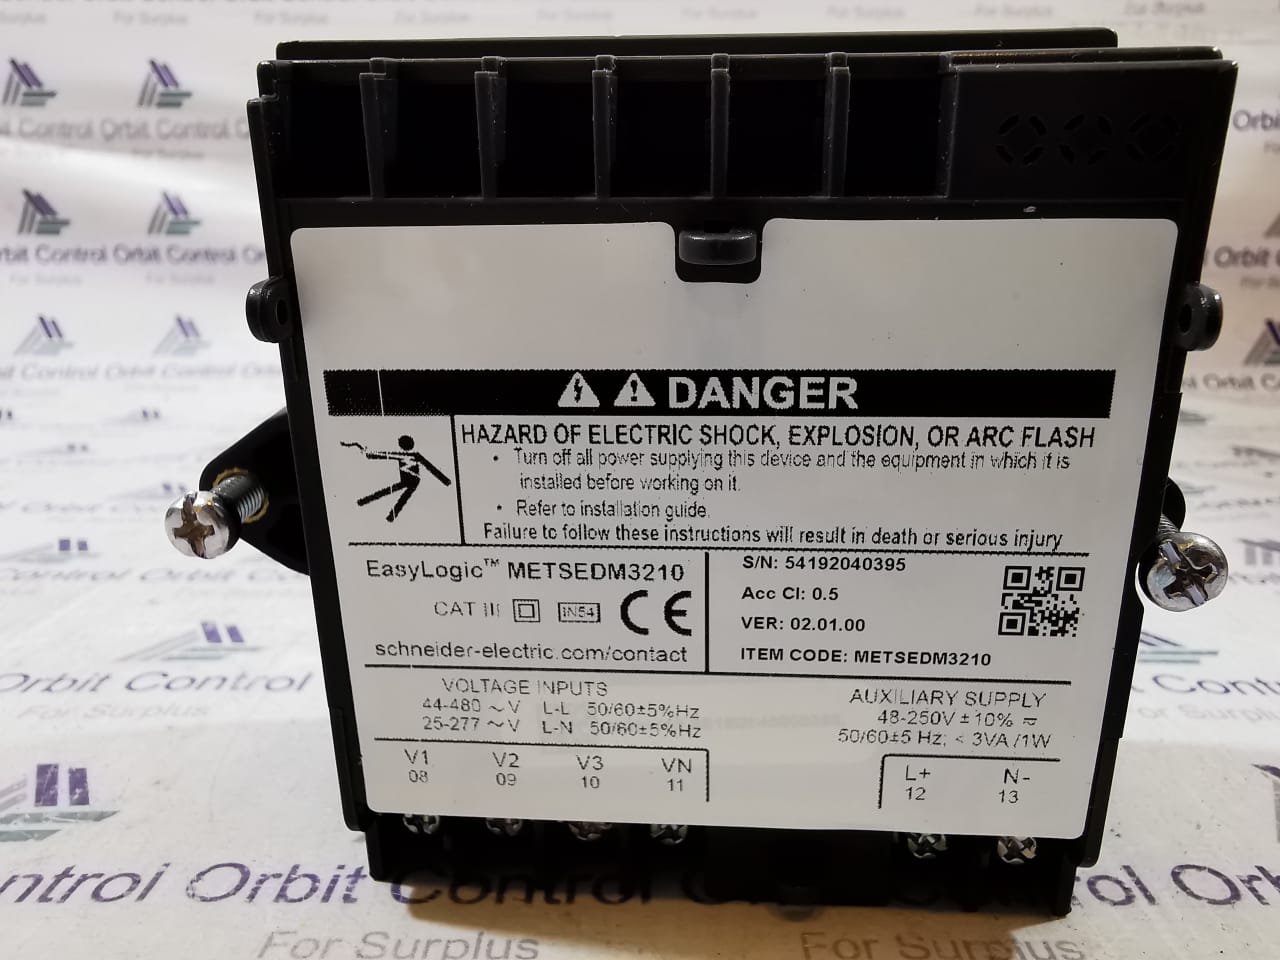 DANGER
HAZARD OF ELECTRIC SHOCK, EXPLOSION, OR ARC FLASH
• Turn off all power supplying this device and the equipment in which it is
installed before working on it.
• Refer to installation guide.
Failure to follow these instructions will result in death or serious injury
EasyLogic™ METSEDM3210
CAT III IN54 CE
schneider-electric.com/contact
S/N: 54192040395
Acc Cl: 0.5
VER: 02.01.00
ITEM CODE: METSEDM3210
VOLTAGE INPUTS
44-480 ~ V L-L 50/60±5%Hz
25-277 ~ V L-N 50/60±5%Hz
V1 V2 V3 VN
08 09 10 11
AUXILIARY SUPPLY
48-250V ±10% ⎓
50/60±5 Hz; < 3VA /1W
L+ N-
12 13
Orbit Control
For Surplus